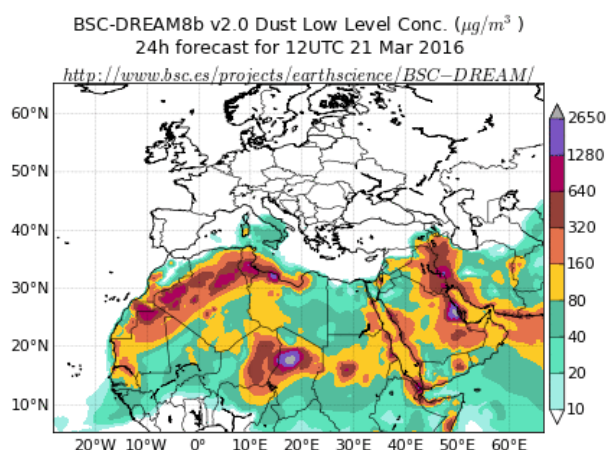 BSC-DREAM8b v2.0 Dust Low Level Conc. (μg/m³ )
24h forecast for 12UTC 21 Mar 2016
http://www.bsc.es/projects/earthscience/BSC−DREAM/
60°N
50°N
40°N
30°N
20°N
10°N
20°W 10°W 0° 10°E 20°E 30°E 40°E 50°E 60°E
2650
1280
640
320
160
80
40
20
10